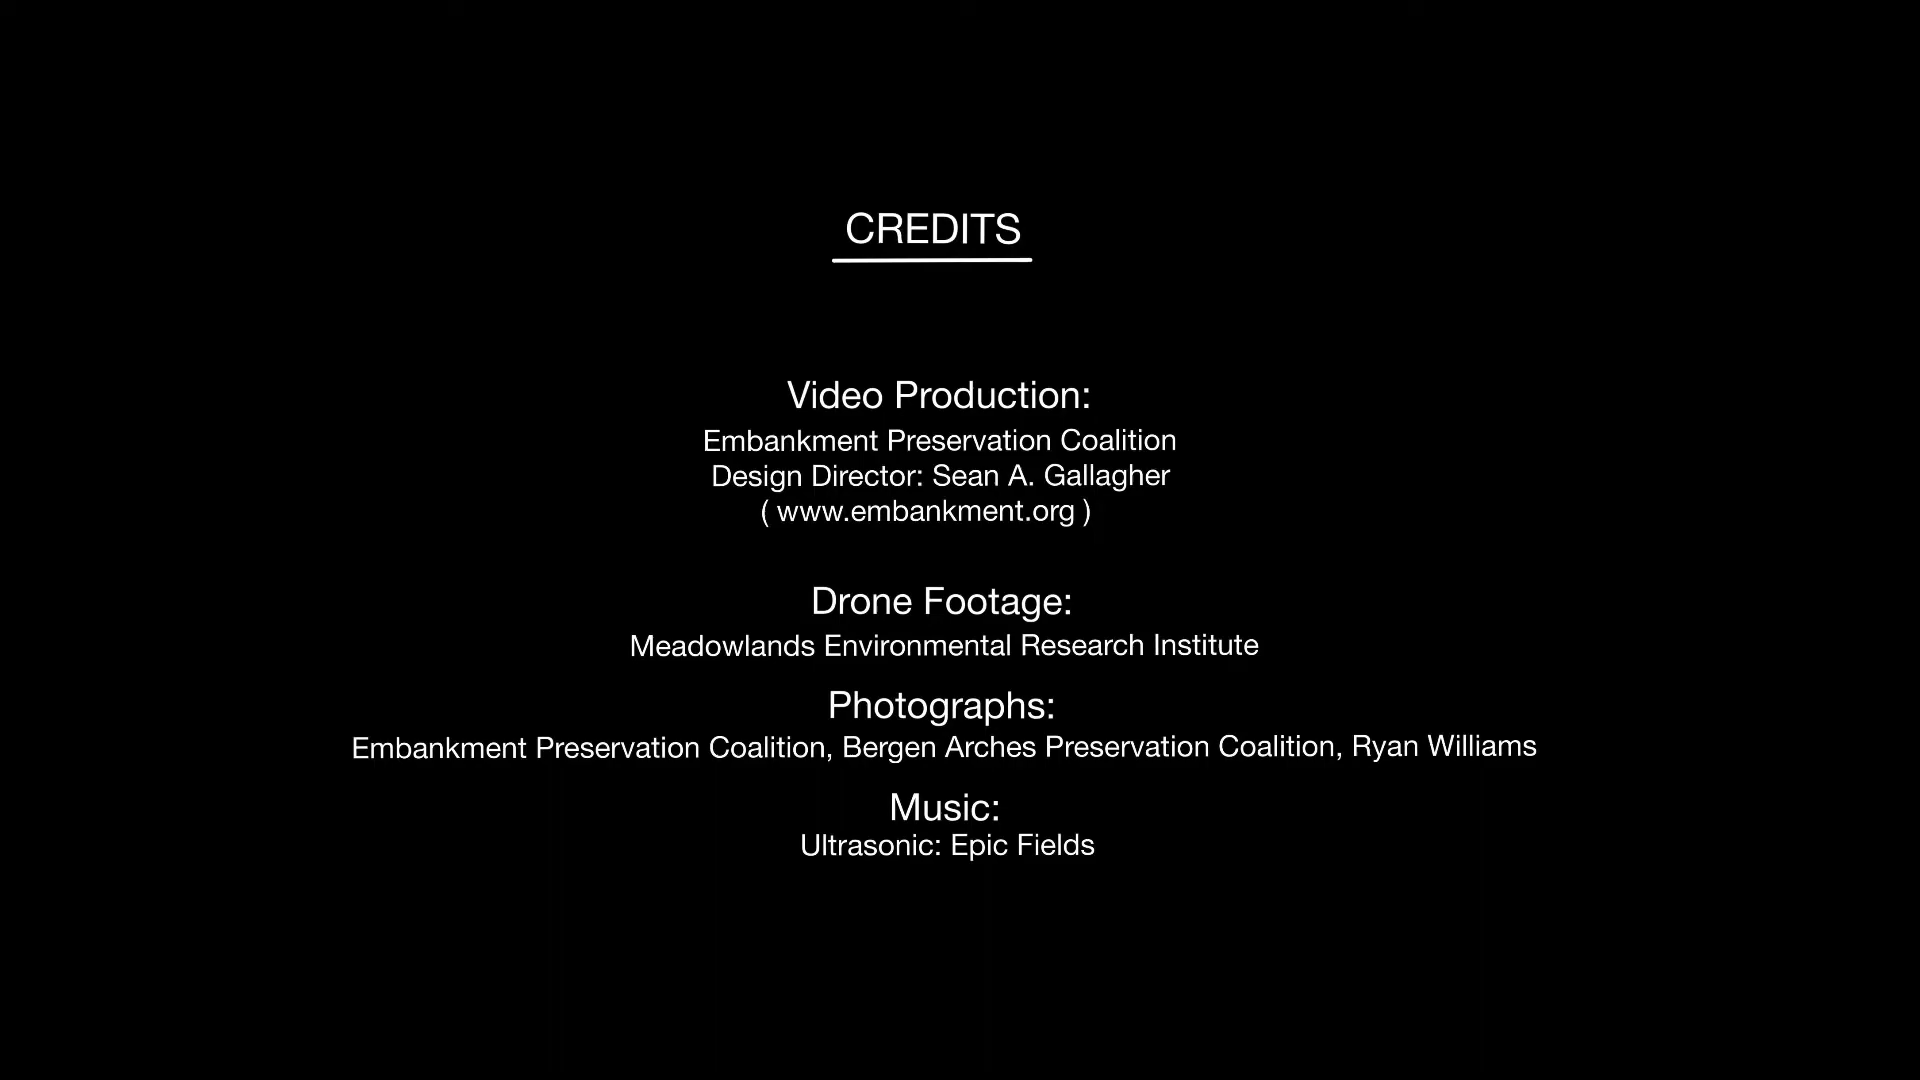 CREDITS
Video Production:
Embankment Preservation Coalition
Design Director: Sean A. Gallagher
( www.embankment.org )
Drone Footage:
Meadowlands Environmental Research Institute
Photographs:
Embankment Preservation Coalition, Bergen Arches Preservation Coalition, Ryan Williams
Music:
Ultrasonic: Epic Fields